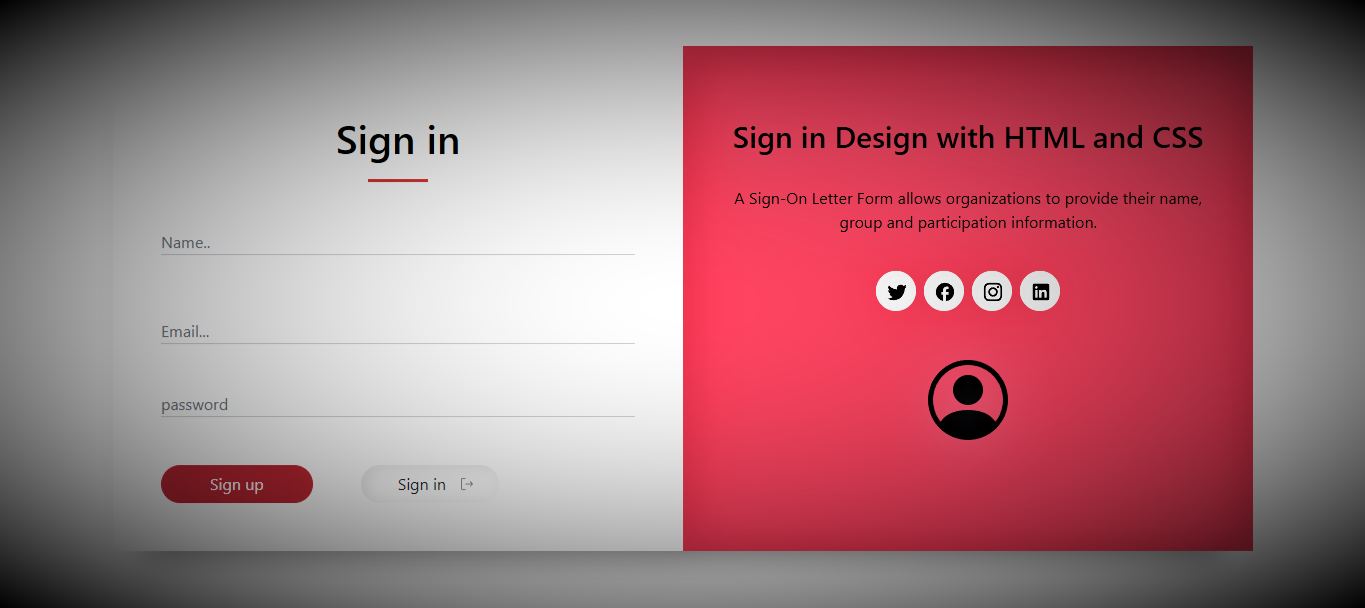 Sign in
Name..
Email...
password
Sign up
Sign in
Sign in Design with HTML and CSS
A Sign-On Letter Form allows organizations to provide their name,
group and participation information.